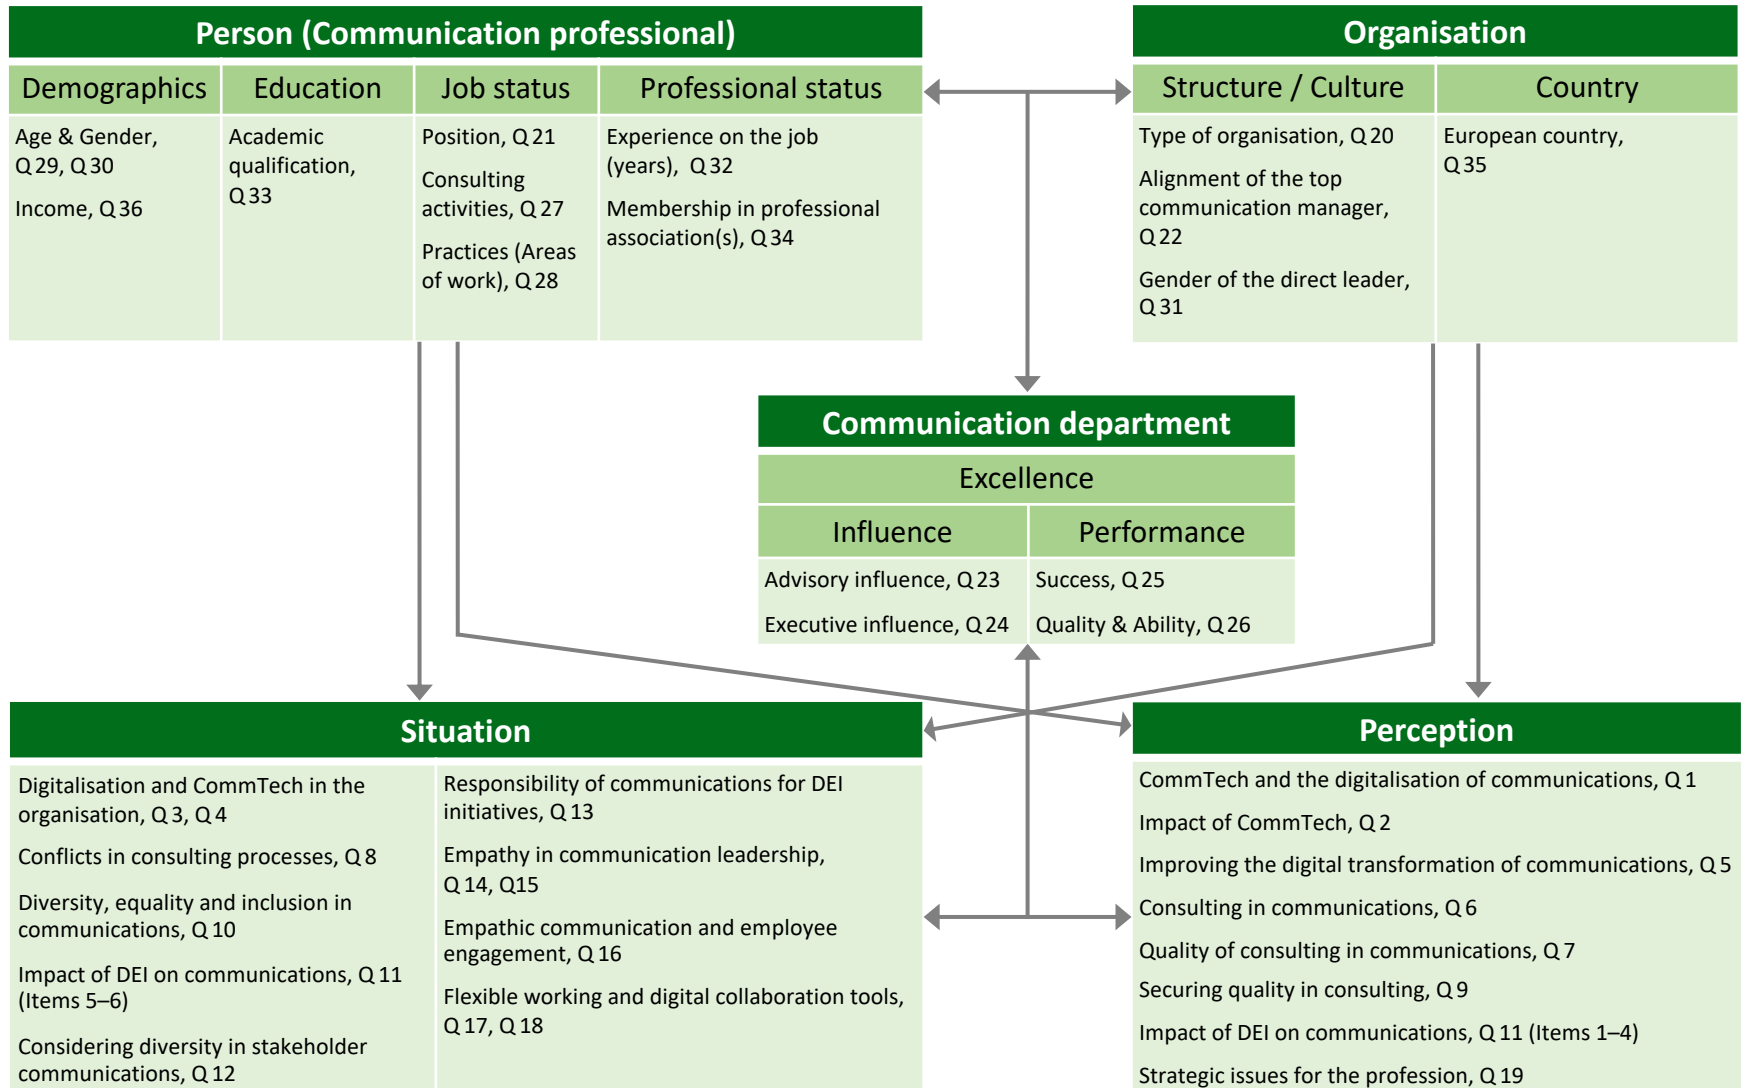 Person (Communication professional)
Demographics
Education
Job status
Professional status
Age & Gender,
Q 29, Q 30
Income, Q 36
Academic
qualification,
Q 33
Position, Q 21
Consulting
activities, Q 27
Practices (Areas
of work), Q 28
Experience on the job
(years), Q 32
Membership in professional
association(s), Q 34
Organisation
Structure / Culture
Country
Type of organisation, Q 20
Alignment of the top
communication manager,
Q 22
Gender of the direct leader,
Q 31
European country,
Q 35
Communication department
Excellence
Influence
Performance
Advisory influence, Q 23
Executive influence, Q 24
Success, Q 25
Quality & Ability, Q 26
Situation
Digitalisation and CommTech in the
organisation, Q 3, Q 4
Conflicts in consulting processes, Q 8
Diversity, equality and inclusion in
communications, Q 10
Impact of DEI on communications, Q 11
(Items 5–6)
Considering diversity in stakeholder
communications, Q 12
Responsibility of communications for DEI
initiatives, Q 13
Empathy in communication leadership,
Q 14, Q15
Empathic communication and employee
engagement, Q 16
Flexible working and digital collaboration tools,
Q 17, Q 18
Perception
CommTech and the digitalisation of communications, Q 1
Impact of CommTech, Q 2
Improving the digital transformation of communications, Q 5
Consulting in communications, Q 6
Quality of consulting in communications, Q 7
Securing quality in consulting, Q 9
Impact of DEI on communications, Q 11 (Items 1–4)
Strategic issues for the profession, Q 19